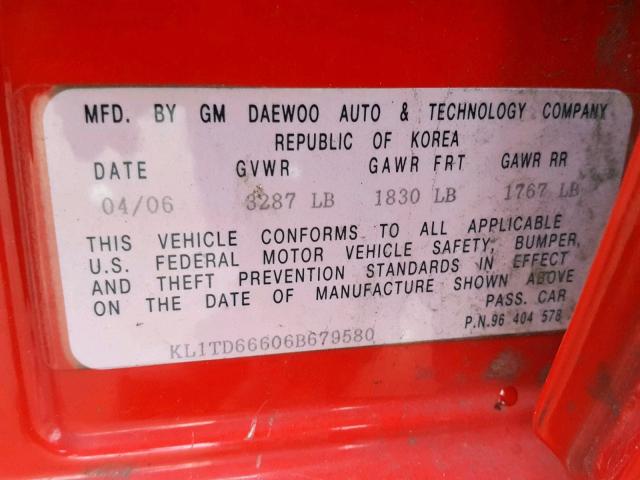 MFD. BY GM DAEWOO AUTO & TECHNOLOGY COMPANY
REPUBLIC OF KOREA
DATE GVWR GAWR FRT GAWR RR
04/06 3287 LB 1830 LB 1767 LB
THIS VEHICLE CONFORMS TO ALL APPLICABLE
U.S. FEDERAL MOTOR VEHICLE SAFETY, BUMPER,
AND THEFT PREVENTION STANDARDS IN EFFECT
ON THE DATE OF MANUFACTURE SHOWN ABOVE
PASS. CAR
P.N.96 404 578
KL1TD66606B679580